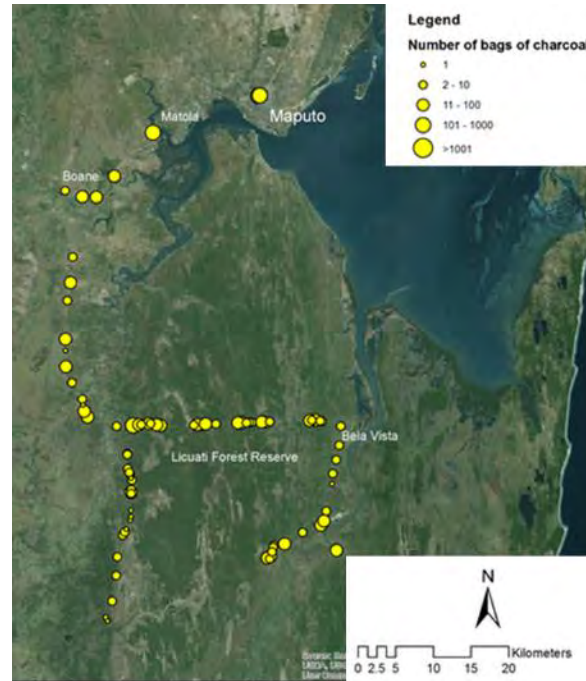 Legend
Number of bags of charcoal
1
2 - 10
11 - 100
101 - 1000
>1001
Maputo
Matola
Boane
Bela Vista
Licuati Forest Reserve
N
Kilometers
0 2.5 5 10 15 20